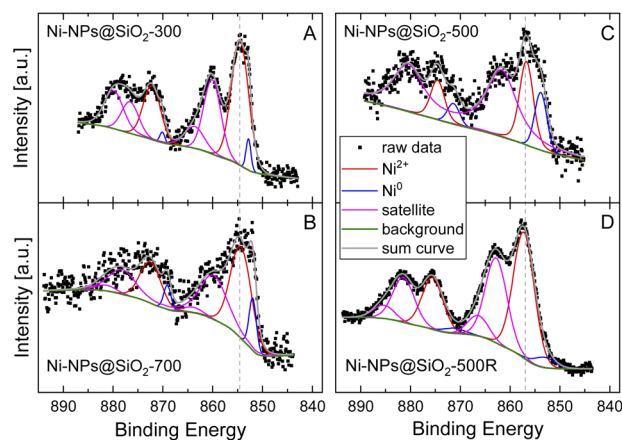 Ni-NPs@SiO₂-300
A
Ni-NPs@SiO₂-500
C
Intensity [a.u.]
raw data
Ni²⁺
Ni⁰
satellite
background
sum curve
B
D
Intensity [a.u.]
Ni-NPs@SiO₂-700
Ni-NPs@SiO₂-500R
890 880 870 860 850 840
890 880 870 860 850 840
Binding Energy
Binding Energy